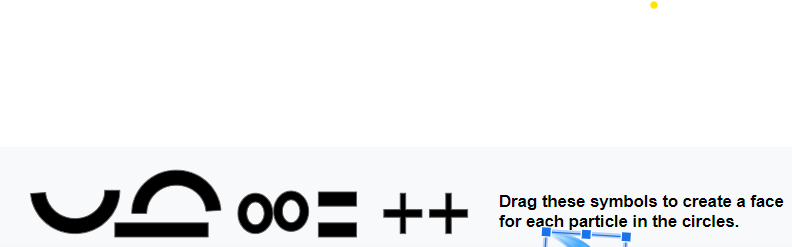 Drag these symbols to create a face
for each particle in the circles.